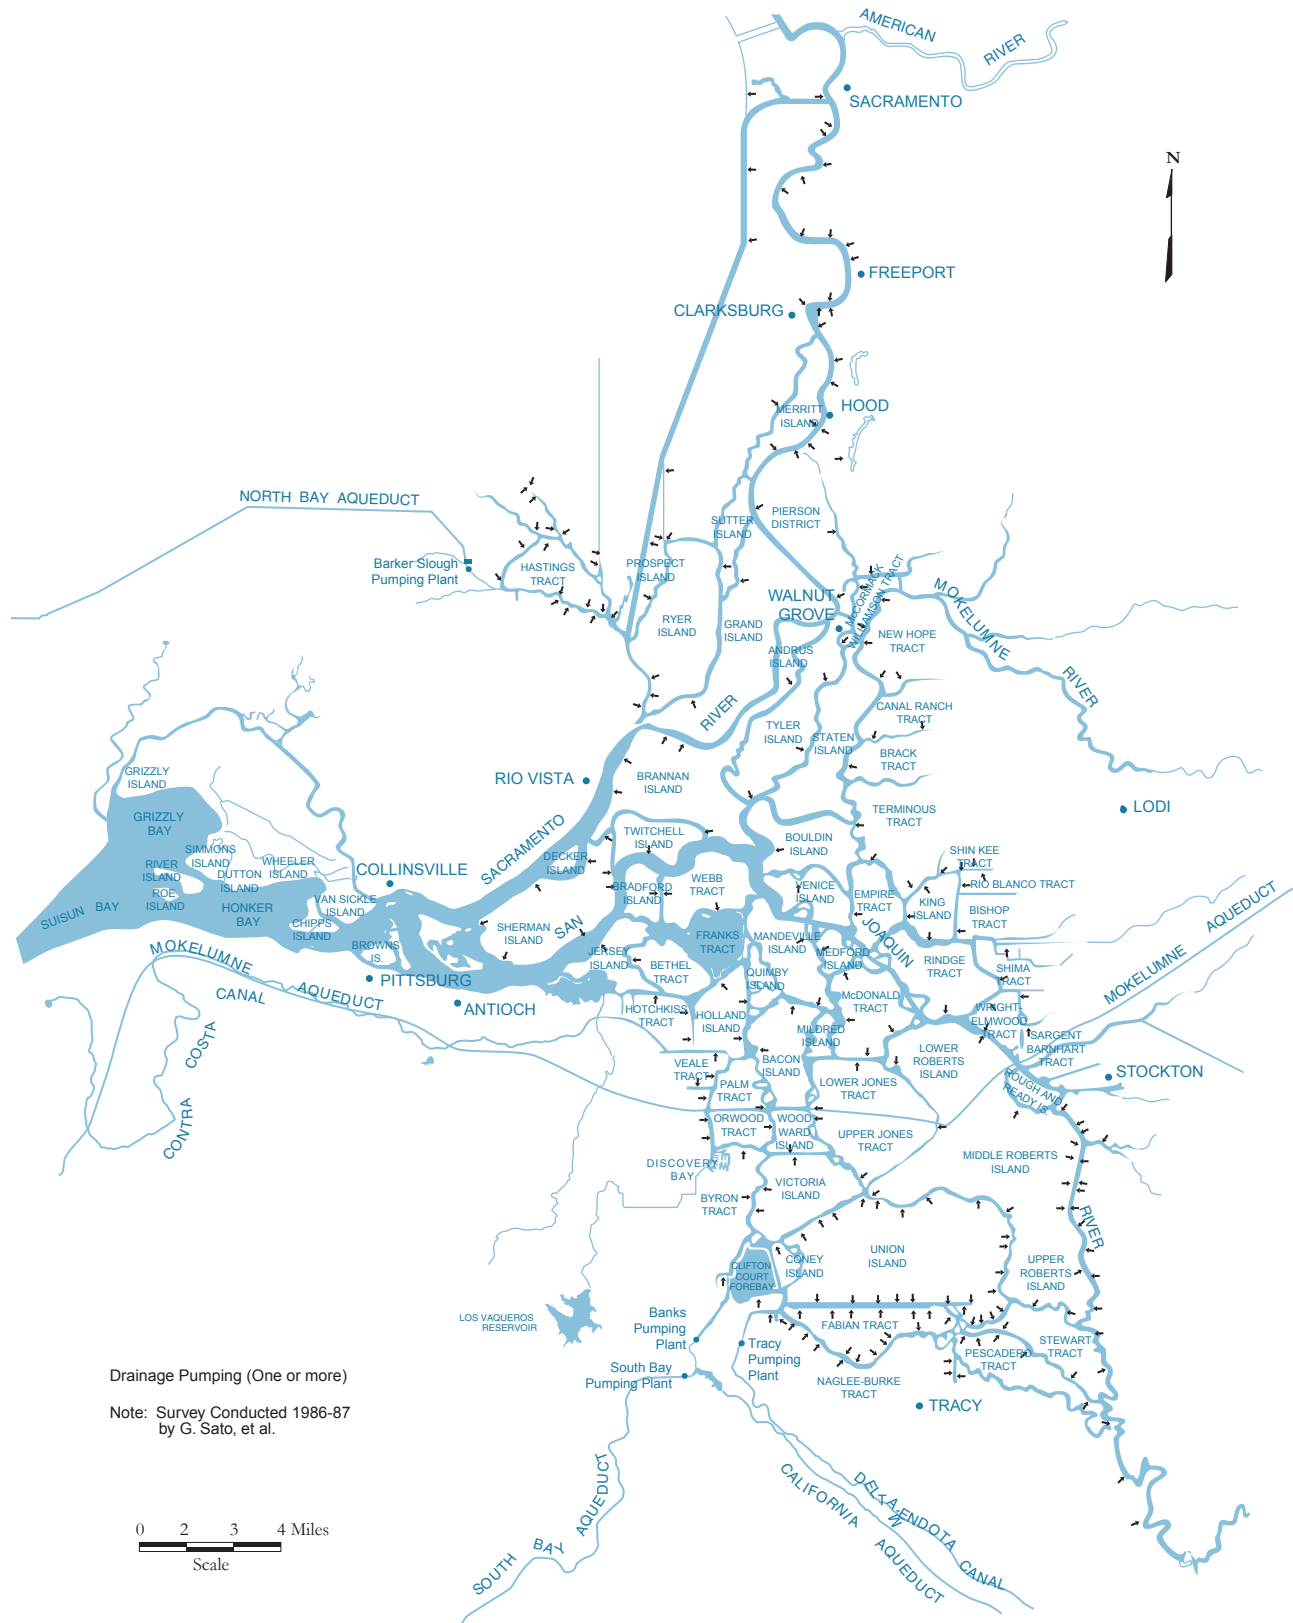 AMERICAN
RIVER
SACRAMENTO
N
FREEPORT
CLARKSBURG
MERRITT
ISLAND
HOOD
NORTH BAY AQUEDUCT
SUTTER
ISLAND
PIERSON
DISTRICT
Barker Slough
Pumping Plant
HASTINGS
TRACT
PROSPECT
ISLAND
WALNUT
GROVE
McCORMACK
WILLIAMSON TRACT
MOKELUMNE
RIVER
RYER
ISLAND
GRAND
ISLAND
NEW HOPE
TRACT
ANDRUS
ISLAND
CANAL RANCH
TRACT
RIVER
TYLER
ISLAND
STATEN
ISLAND
BRACK
TRACT
GRIZZLY
ISLAND
RIO VISTA
BRANNAN
ISLAND
LODI
GRIZZLY
BAY
TERMINOUS
TRACT
SACRAMENTO
TWITCHELL
ISLAND
BOULDIN
ISLAND
SIMMONS
ISLAND
WHEELER
ISLAND
DECKER
ISLAND
SHIN KEE
TRACT
RIVER
ISLAND
DUTTON
ISLAND
COLLINSVILLE
WEBB
TRACT
RIO BLANCO TRACT
ROE
ISLAND
VAN SICKLE
ISLAND
BRADFORD
ISLAND
VENICE
ISLAND
EMPIRE
TRACT
KING
ISLAND
BISHOP
TRACT
SUISUN BAY
HONKER
BAY
CHIPPS
ISLAND
SHERMAN
ISLAND
SAN
JOAQUIN
FRANKS
TRACT
MANDEVILLE
ISLAND
MEDFORD
ISLAND
BROWNS
IS.
JERSEY
ISLAND
BETHEL
TRACT
RINDGE
TRACT
SHIMA
TRACT
MOKELUMNE
AQUEDUCT
MOKELUMNE
AQUEDUCT
PITTSBURG
QUIMBY
ISLAND
CANAL
ANTIOCH
HOTCHKISS
TRACT
HOLLAND
ISLAND
McDONALD
TRACT
WRIGHT-
ELMWOOD
TRACT
COSTA
CONTRA
MILDRED
ISLAND
SARGENT
BARNHART
TRACT
VEALE
TRACT
BACON
ISLAND
LOWER
ROBERTS
ISLAND
STOCKTON
PALM
TRACT
LOWER JONES
TRACT
ROUGH AND
READY IS.
ORWOOD
TRACT
WOOD
WARD
ISLAND
UPPER JONES
TRACT
DISCOVERY
BAY
MIDDLE ROBERTS
ISLAND
VICTORIA
ISLAND
BYRON
TRACT
RIVER
UNION
ISLAND
CLIFTON
COURT
FOREBAY
CONEY
ISLAND
UPPER
ROBERTS
ISLAND
LOS VAQUEROS
RESERVOIR
Banks
Pumping
Plant
FABIAN TRACT
STEWART
TRACT
Tracy
Pumping
Plant
PESCADERO
TRACT
South Bay
Pumping Plant
NAGLEE-BURKE
TRACT
TRACY
Drainage Pumping (One or more)
Note: Survey Conducted 1986-87
by G. Sato, et al.
SOUTH BAY AQUEDUCT
CALIFORNIA
AQUEDUCT
DELTA MENDOTA CANAL
0 2 3 4 Miles
Scale